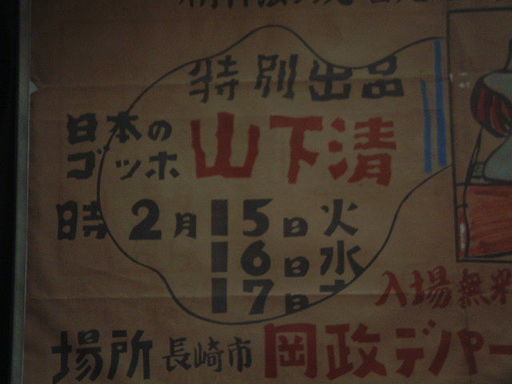 特別出品
日本の
ゴッホ
山下清
時 2月15日火
16日水
17日木
入場無料
場所 長崎市 岡政デパー